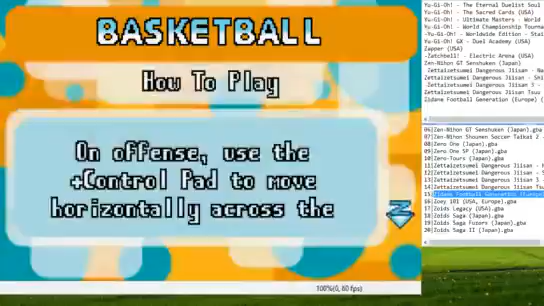 BASKETBALL
How To Play
On offense, use the
+Control Pad to move
horizontally across the
100%(0, 60 fps)
Yu-Gi-Oh! - The Eternal Duelist Soul
Yu-Gi-Oh! - The Sacred Cards (USA)
Yu-Gi-Oh! - Ultimate Masters - World
Yu-Gi-Oh! - World Championship Tourna
Yu-Gi-Oh! - Worldwide Edition - Stai
Yu-Gi-Oh! GX - Duel Academy (USA)
Zapper (USA)
-Zatchbell! - Electric Arena (USA)
Zen-Nihon GT Senshuken (Japan)
Zettaizetsumei Dangerous Jiisan - Na
Zettaizetsumei Dangerous Jiisan - Shi
Zettaizetsumei Dangerous Jiisan 3 -
Zettaizetsumei Dangerous Jiisan Tsuu
Zidane Football Generation (Europe) (
06|Zen-Nihon GT Senshuken (Japan).gba
07|Zen-Nihon Shounen Soccer Taikai 2 -
08|Zero One (Japan).gba
09|Zero One SP (Japan).gba
10|Zero-Tours (Japan).gba
11|Zettaizetsumei Dangerous Jiisan - N
12|Zettaizetsumei Dangerous Jiisan - S
13|Zettaizetsumei Dangerous Jiisan 3 -
14|Zettaizetsumei Dangerous Jiisan Tsu
15|Zidane Football Generation (Europe)
16|Zoey 101 (USA, Europe).gba
17|Zoids Legacy (USA).gba
18|Zoids Saga (Japan).gba
19|Zoids Saga Fuzors (Japan).gba
20|Zoids Saga II (Japan).gba